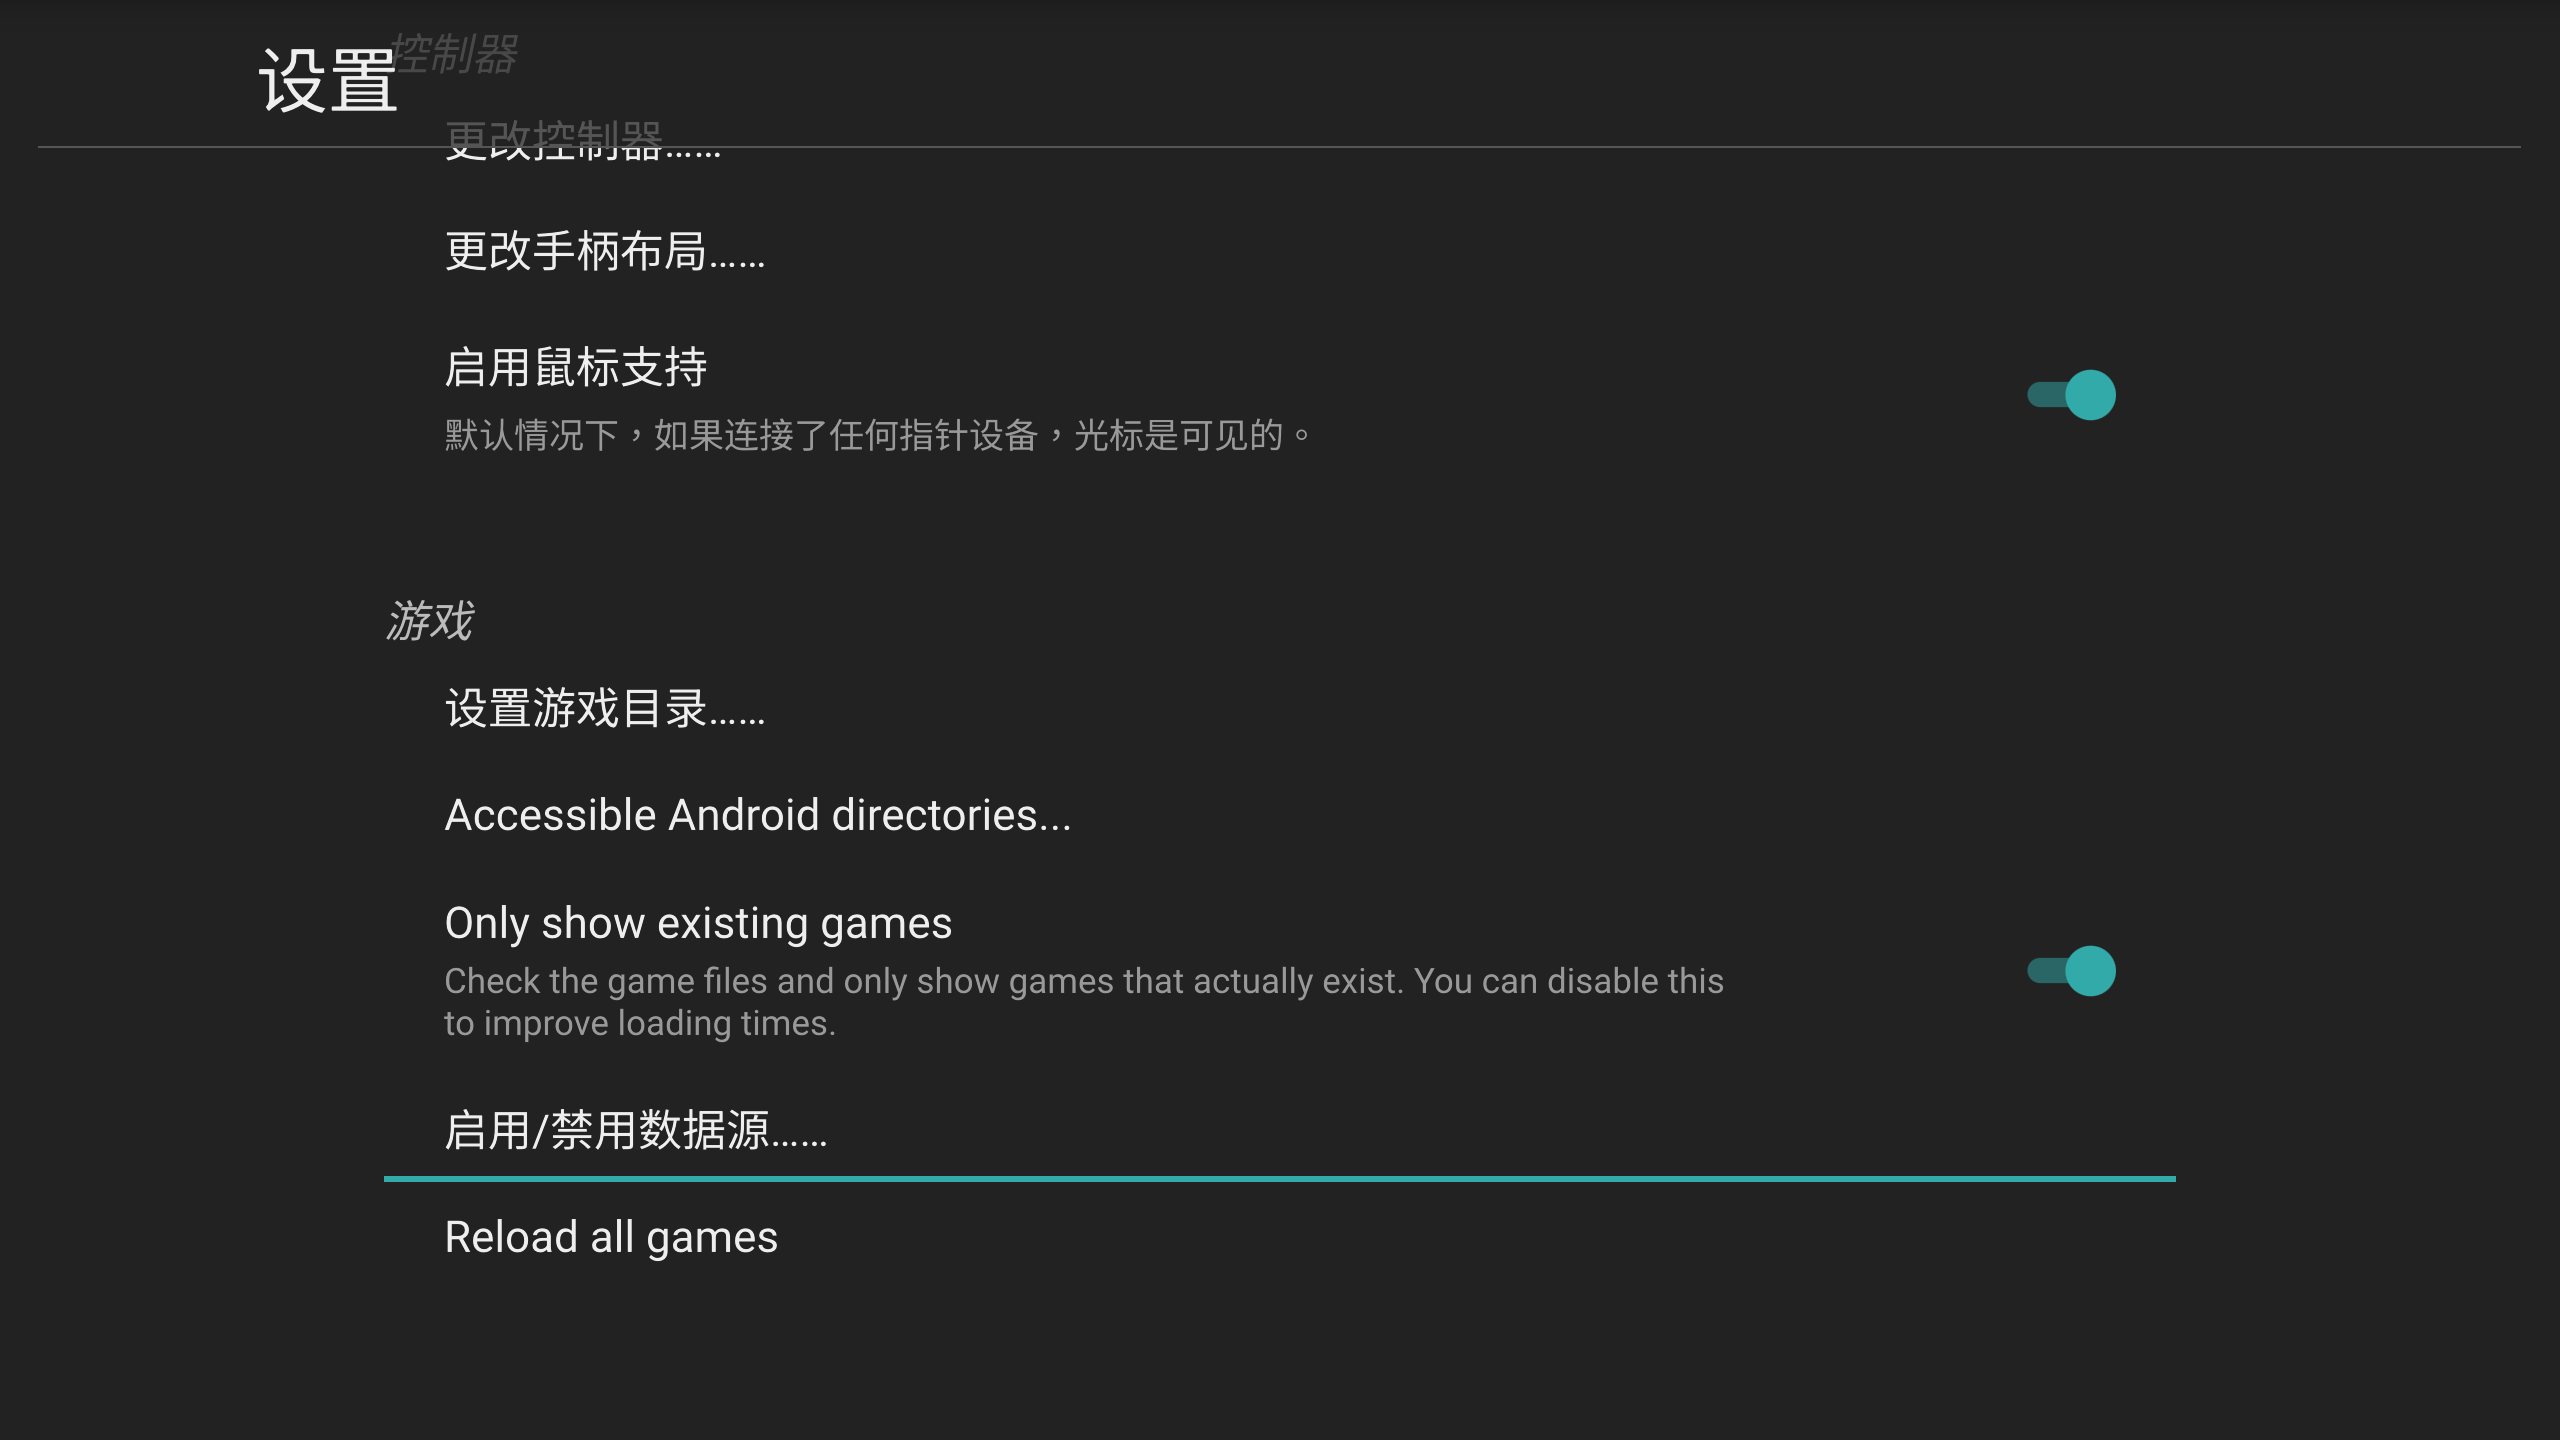 控制器
设置
更改控制器……
更改手柄布局……
启用鼠标支持
默认情况下，如果连接了任何指针设备，光标是可见的。
游戏
设置游戏目录……
Accessible Android directories...
Only show existing games
Check the game files and only show games that actually exist. You can disable this
to improve loading times.
启用/禁用数据源……
Reload all games